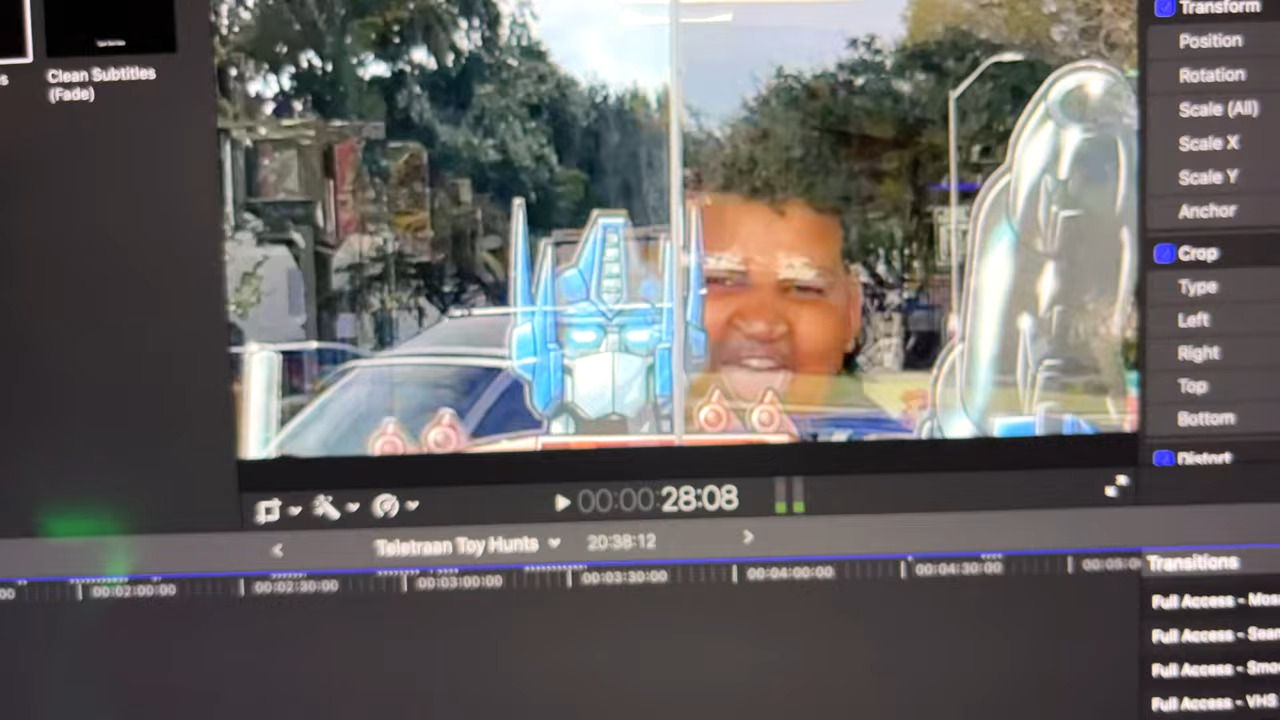 Clean Subtitles
(Fade)
Transform
Position
Rotation
Scale (All)
Scale X
Scale Y
Anchor
Crop
Type
Left
Right
Top
Bottom
Distort
00:00:28:08
Teletraan Toy Hunts
20:38:12
00:02:00:00
00:02:30:00
00:03:00:00
00:03:30:00
00:04:00:00
00:04:30:00
Transitions
Full Access -
Full Access -
Full Access -
Full Access - VHS